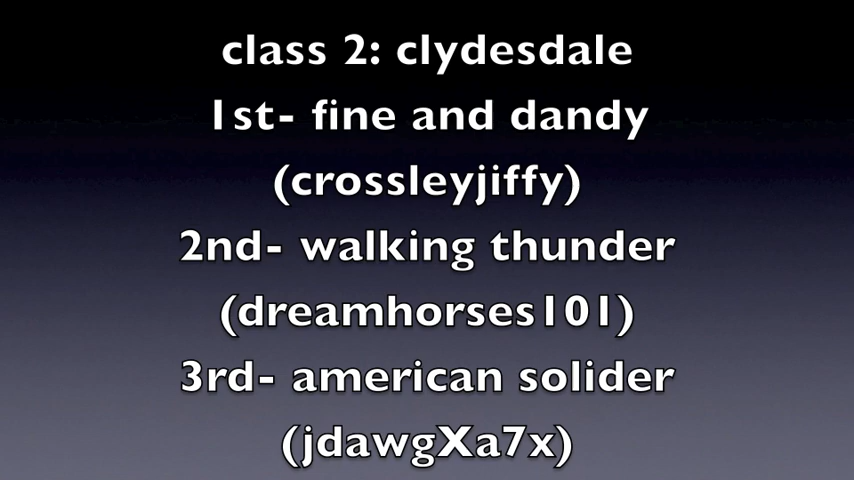 class 2: clydesdale
1st- fine and dandy
(crossleyjiffy)
2nd- walking thunder
(dreamhorses101)
3rd- american solider
(jdawgXa7x)